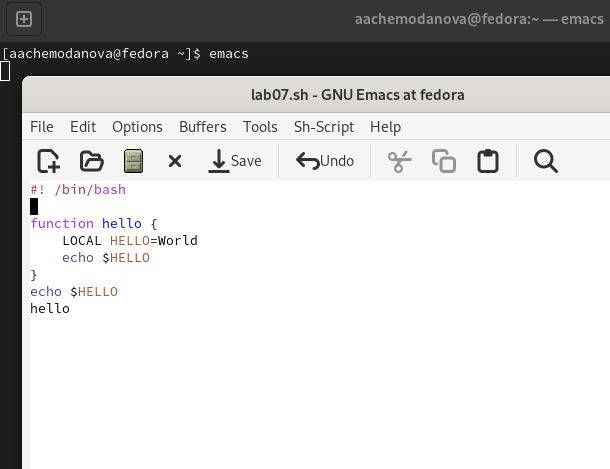 aachemodanova@fedora:~ — emacs
[aachemodanova@fedora ~]$ emacs
lab07.sh - GNU Emacs at fedora
File Edit Options Buffers Tools Sh-Script Help
Save Undo
#! /bin/bash
function hello {
    LOCAL HELLO=World
    echo $HELLO
}
echo $HELLO
hello